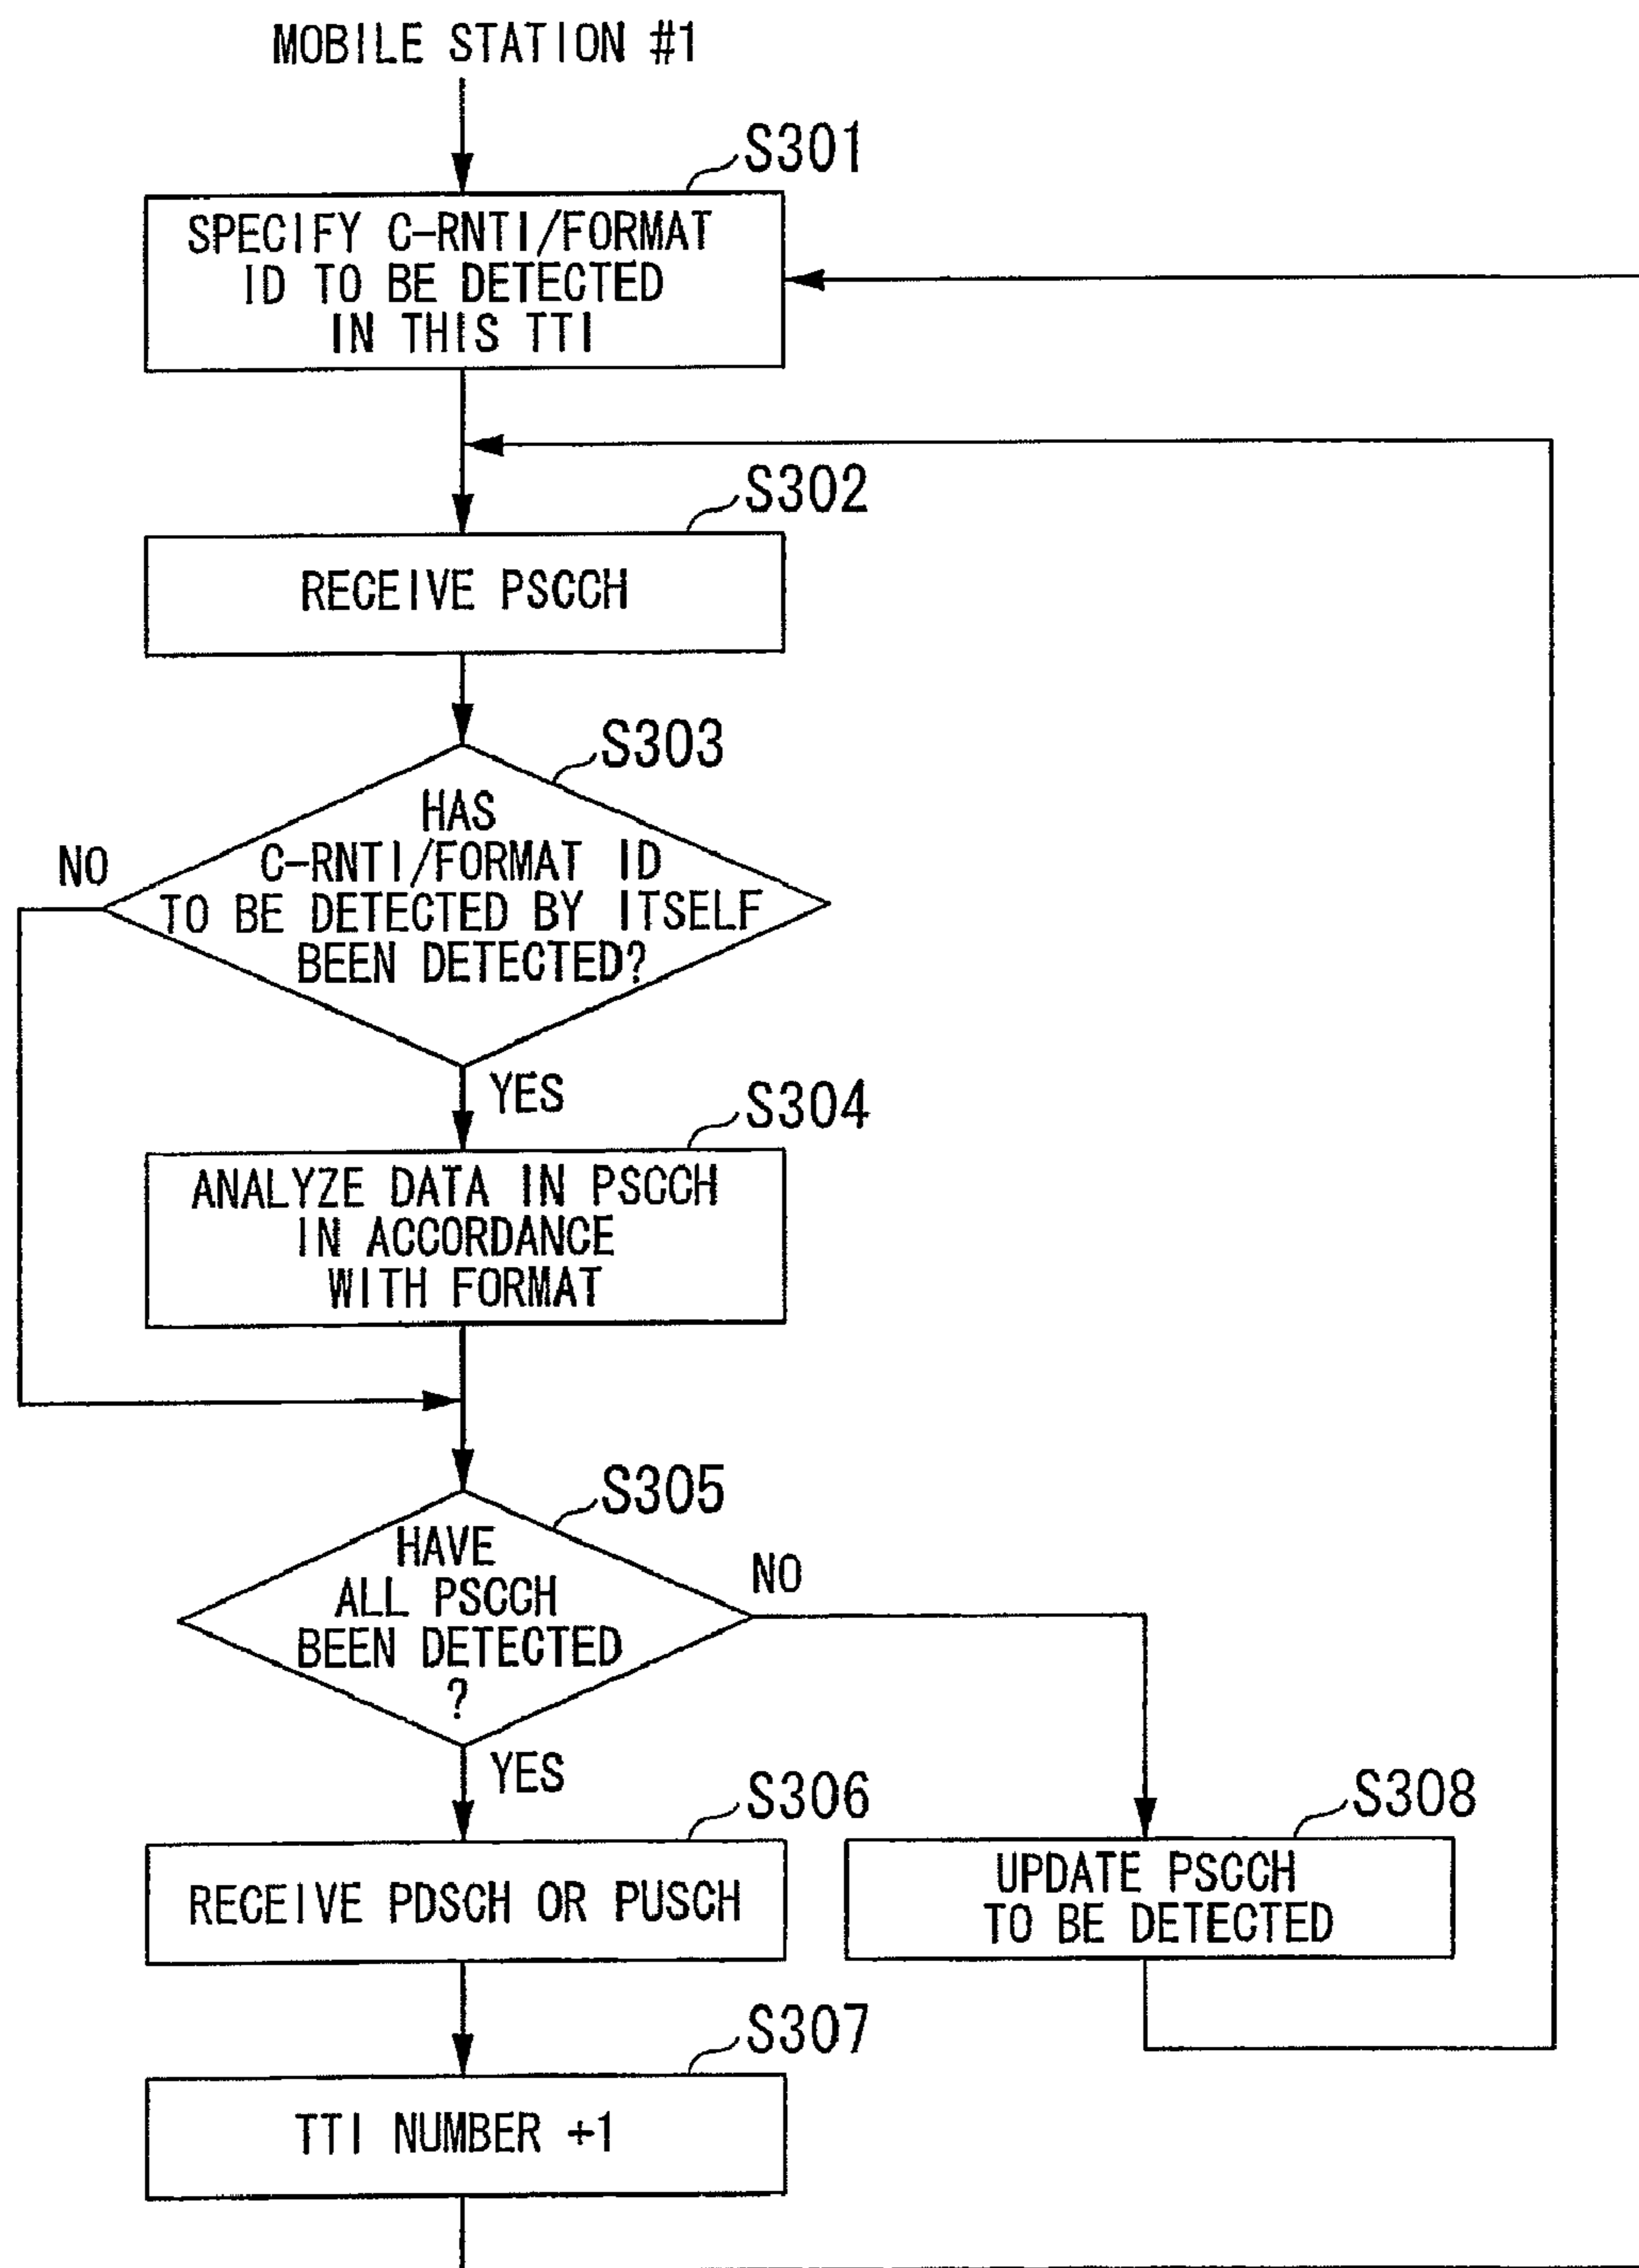 MOBILE STATION #1
S301
SPECIFY C-RNTI/FORMAT
ID TO BE DETECTED
IN THIS TTI
S302
RECEIVE PSCCH
S303
HAS
C-RNTI/FORMAT ID
TO BE DETECTED BY ITSELF
BEEN DETECTED?
NO
YES
S304
ANALYZE DATA IN PSCCH
IN ACCORDANCE
WITH FORMAT
S305
HAVE
ALL PSCCH
BEEN DETECTED
?
NO
YES
S306
RECEIVE PDSCH OR PUSCH
S308
UPDATE PSCCH
TO BE DETECTED
S307
TTI NUMBER +1